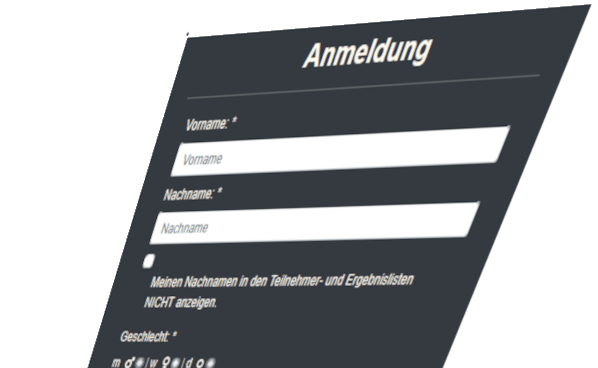 Anmeldung
Vorname: *
Vorname
Nachname: *
Nachname
Meinen Nachnamen in den Teilnehmer- und Ergebnislisten
NICHT anzeigen.
Geschlecht: *
m ♂ / w ♀ / d ⚪